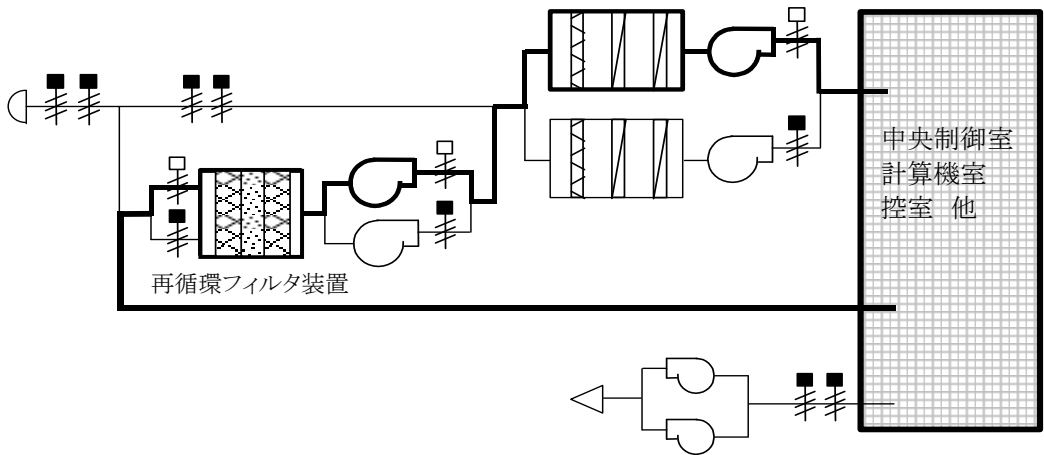 中央制御室
計算機室
控室 他
再循環フィルタ装置